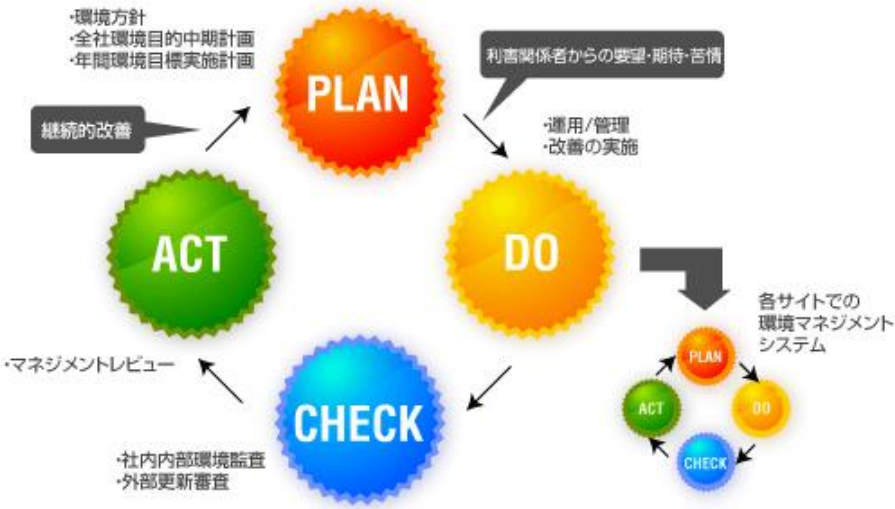 ・環境方針
・全社環境目的中期計画
・年間環境目標実施計画
PLAN
利害関係者からの要望・期待・苦情
継続的改善
・運用/管理
・改善の実施
ACT
DO
各サイトでの
環境マネジメント
システム
・マネジメントレビュー
CHECK
・社内内部環境監査
・外部更新審査
PLAN
ACT
DO
CHECK